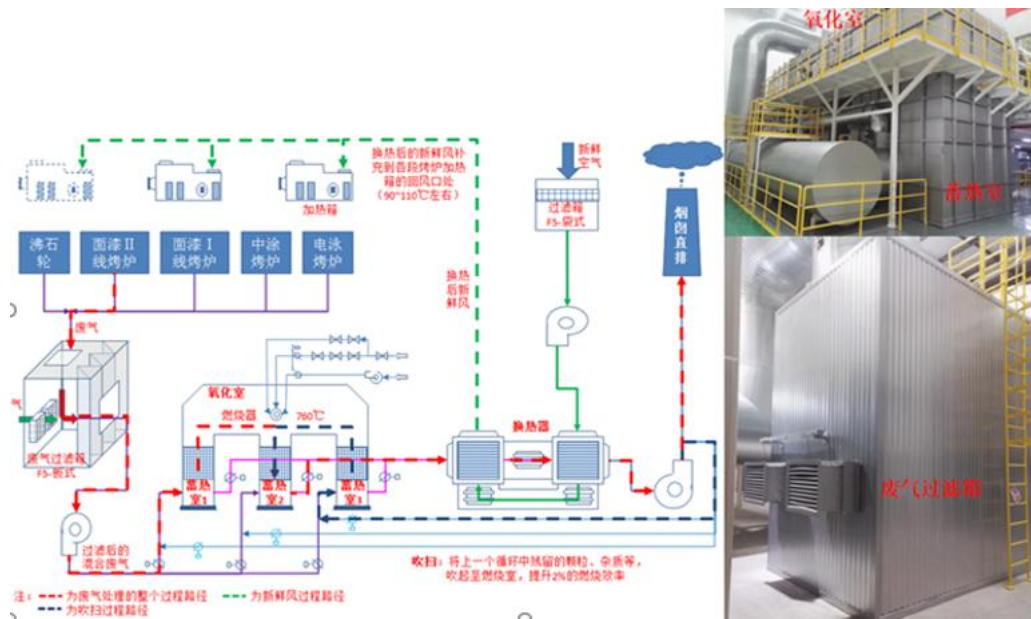 氧化室
蓄热室
废气过滤箱
换热后的新鲜风补
充到各段烤炉加热
箱的回风口处
(90~110℃左右)
加热箱
新鲜
空气
过滤箱
F5-袋式
烟囱直排
沸石
轮
面漆Ⅱ
线烤炉
面漆Ⅰ
线烤炉
中涂
烤炉
电泳
烤炉
换热
后新
鲜风
废气
气
废气过滤箱
F5-板式
氧化室
燃烧器
760℃
换热器
蓄热
室1
蓄热
室2
蓄热
室3
过滤后的
混合废气
吹扫：将上一个循环中残留的颗粒、杂质等，
吹起至燃烧室，提升2%的燃烧效率
注：
为废气处理的整个过程路径
为新鲜风过程路径
为吹扫过程路径